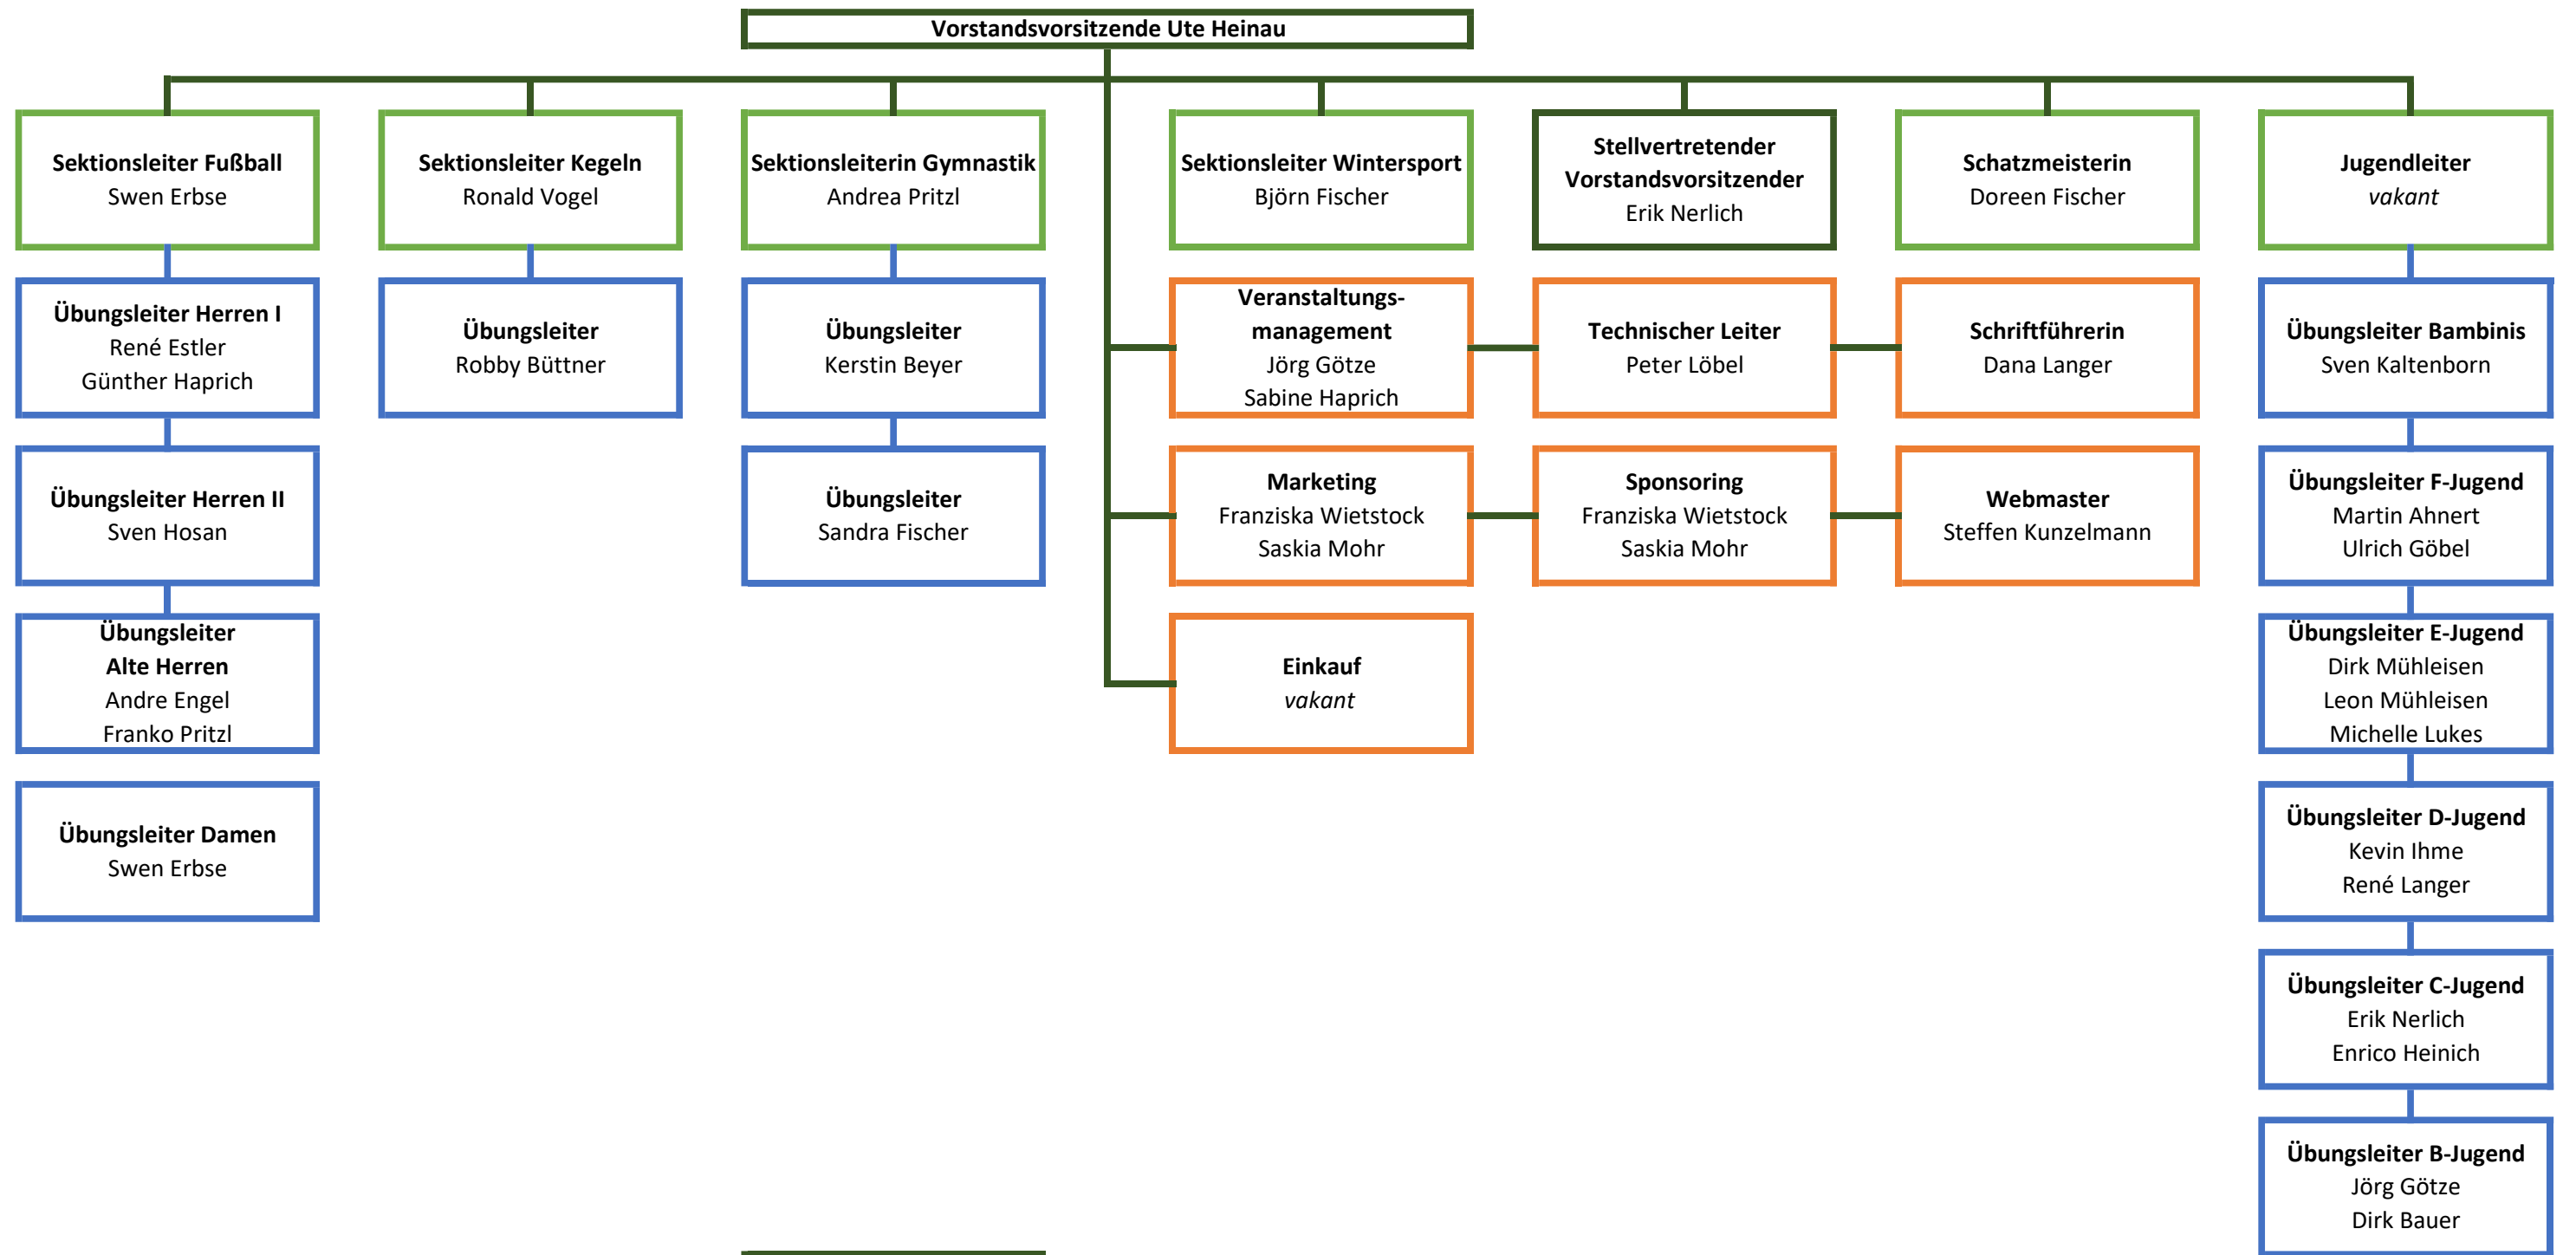 Vorstandsvorsitzende Ute Heinau
Sektionsleiter Fußball
Swen Erbse
Sektionsleiter Kegeln
Ronald Vogel
Sektionsleiterin Gymnastik
Andrea Pritzl
Sektionsleiter Wintersport
Björn Fischer
Stellvertretender
Vorstandsvorsitzender
Erik Nerlich
Schatzmeisterin
Doreen Fischer
Jugendleiter
vakant
Übungsleiter Herren I
René Estler
Günther Haprich
Übungsleiter
Robby Büttner
Übungsleiter
Kerstin Beyer
Veranstaltungs-
management
Jörg Götze
Sabine Haprich
Technischer Leiter
Peter Löbel
Schriftführerin
Dana Langer
Übungsleiter Bambinis
Sven Kaltenborn
Übungsleiter Herren II
Sven Hosan
Übungsleiter
Sandra Fischer
Marketing
Franziska Wietstock
Saskia Mohr
Sponsoring
Franziska Wietstock
Saskia Mohr
Webmaster
Steffen Kunzelmann
Übungsleiter F-Jugend
Martin Ahnert
Ulrich Göbel
Übungsleiter
Alte Herren
Andre Engel
Franko Pritzl
Einkauf
vakant
Übungsleiter E-Jugend
Dirk Mühleisen
Leon Mühleisen
Michelle Lukes
Übungsleiter Damen
Swen Erbse
Übungsleiter D-Jugend
Kevin Ihme
René Langer
Übungsleiter C-Jugend
Erik Nerlich
Enrico Heinich
Übungsleiter B-Jugend
Jörg Götze
Dirk Bauer